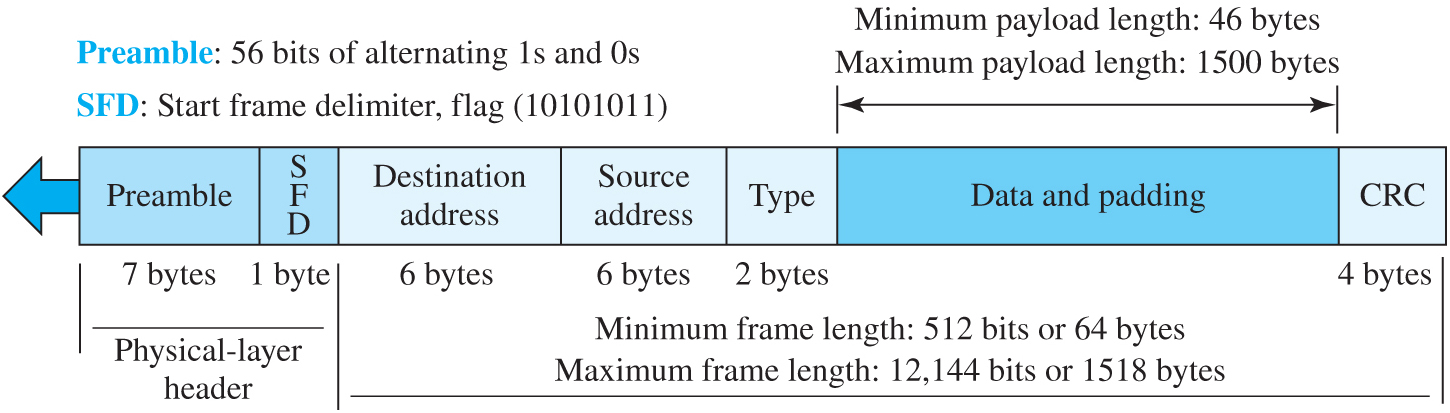 Minimum payload length: 46 bytes
Preamble: 56 bits of alternating 1s and 0s
Maximum payload length: 1500 bytes
SFD: Start frame delimiter, flag (10101011)
Preamble
S
F
D
Destination
address
Source
address
Type
Data and padding
CRC
7 bytes
1 byte
6 bytes
6 bytes
2 bytes
4 bytes
Physical-layer
header
Minimum frame length: 512 bits or 64 bytes
Maximum frame length: 12,144 bits or 1518 bytes